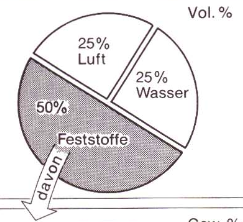 Vol. %
25%
Luft
25%
Wasser
50%
Feststoffe
davon
Gew. %